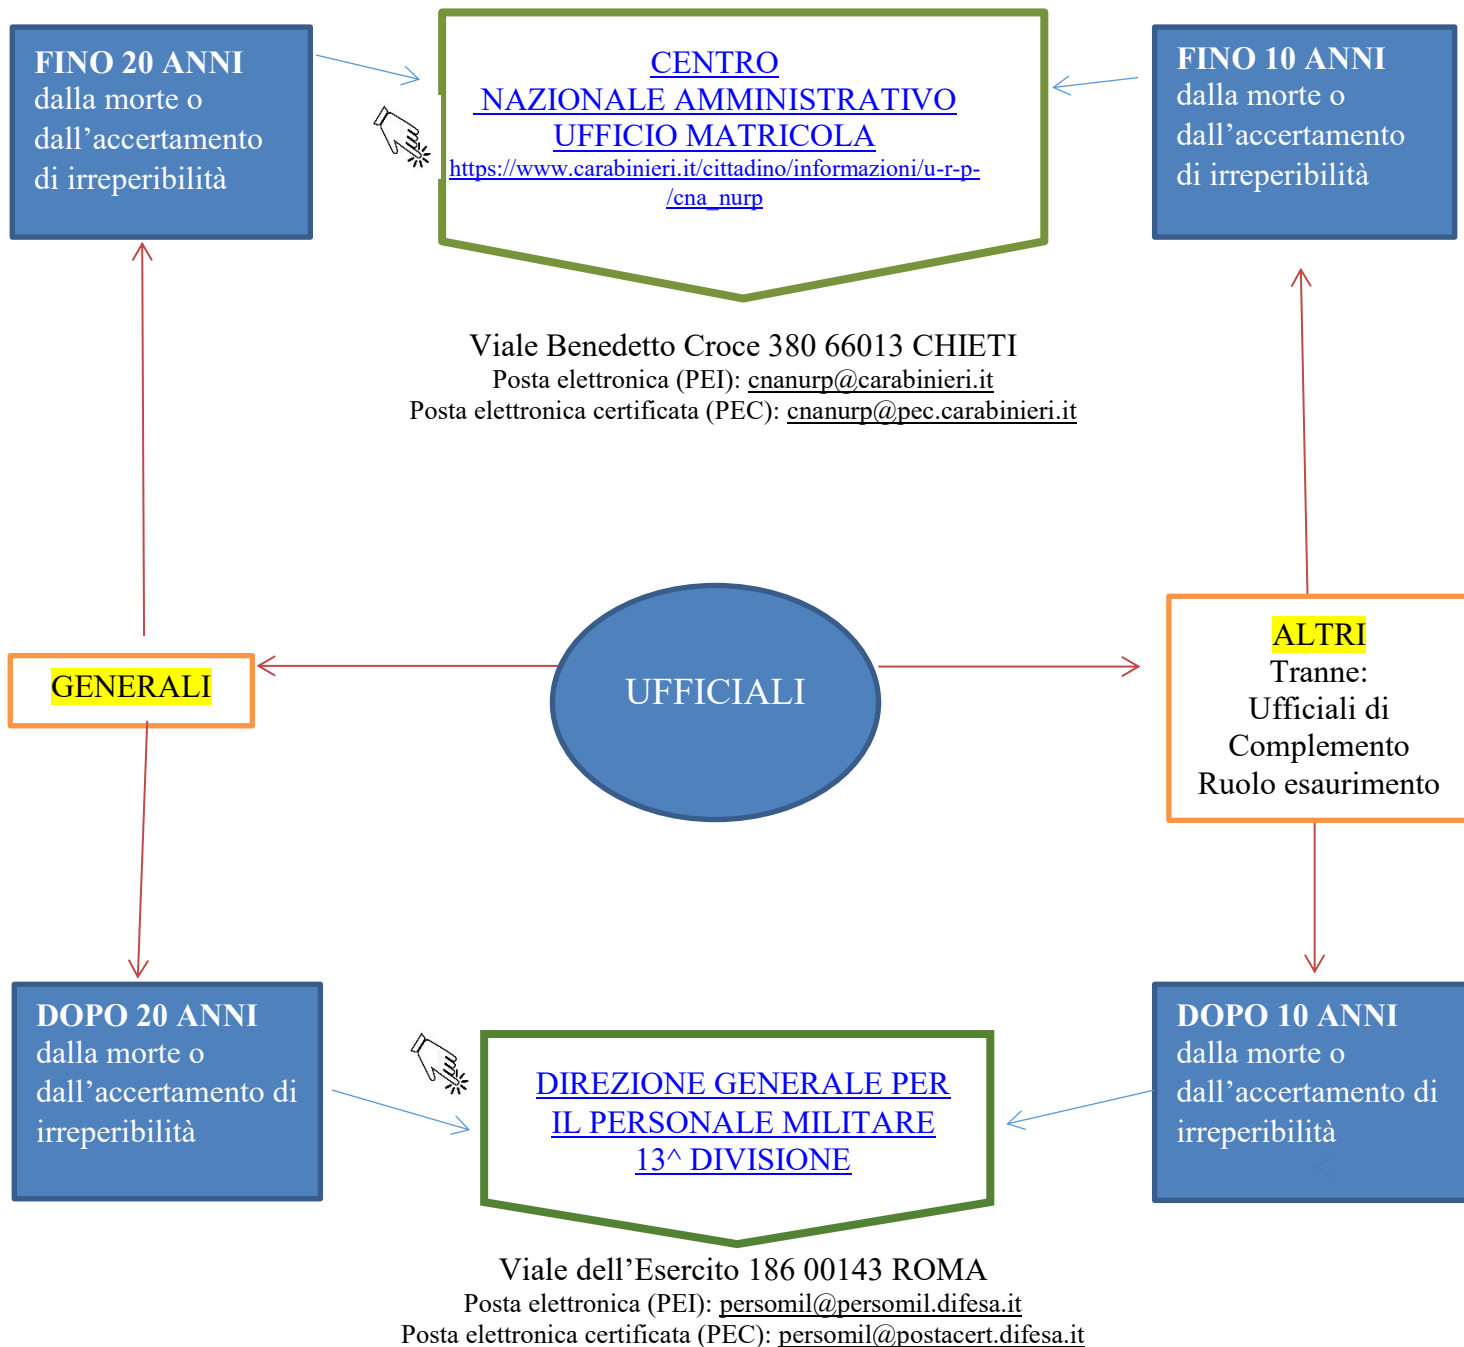 FINO 20 ANNI
dalla morte o
dall’accertamento
di irreperibilità
CENTRO
NAZIONALE AMMINISTRATIVO
UFFICIO MATRICOLA
https://www.carabinieri.it/cittadino/informazioni/u-r-p-
/cna_nurp
FINO 10 ANNI
dalla morte o
dall’accertamento
di irreperibilità
Viale Benedetto Croce 380 66013 CHIETI
Posta elettronica (PEI): cnanurp@carabinieri.it
Posta elettronica certificata (PEC): cnanurp@pec.carabinieri.it
GENERALI
UFFICIALI
ALTRI
Tranne:
Ufficiali di
Complemento
Ruolo esaurimento
DOPO 20 ANNI
dalla morte o
dall’accertamento di
irreperibilità
DIREZIONE GENERALE PER
IL PERSONALE MILITARE
13^ DIVISIONE
DOPO 10 ANNI
dalla morte o
dall’accertamento di
irreperibilità
Viale dell’Esercito 186 00143 ROMA
Posta elettronica (PEI): persomil@persomil.difesa.it
Posta elettronica certificata (PEC): persomil@postacert.difesa.it